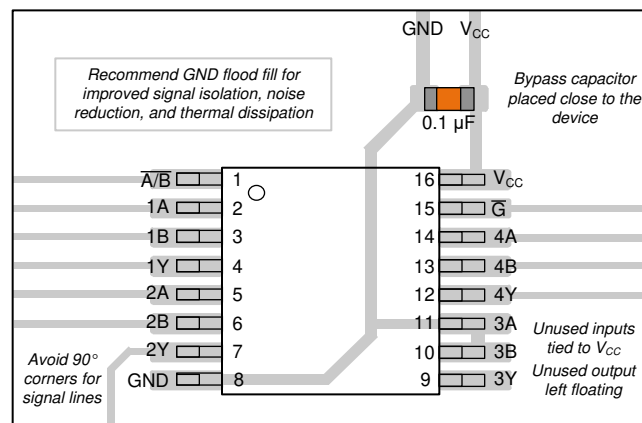 GND VCC
Recommend GND flood fill for
improved signal isolation, noise
reduction, and thermal dissipation
Bypass capacitor
placed close to the
device
0.1 µF
A̅/̅B̅ 1 16 VCC
1A 2 15 G̅
1B 3 14 4A
1Y 4 13 4B
2A 5 12 4Y
2B 6 11 3A
2Y 7 10 3B
GND 8 9 3Y
Unused inputs
tied to VCC
Unused output
left floating
Avoid 90°
corners for
signal lines